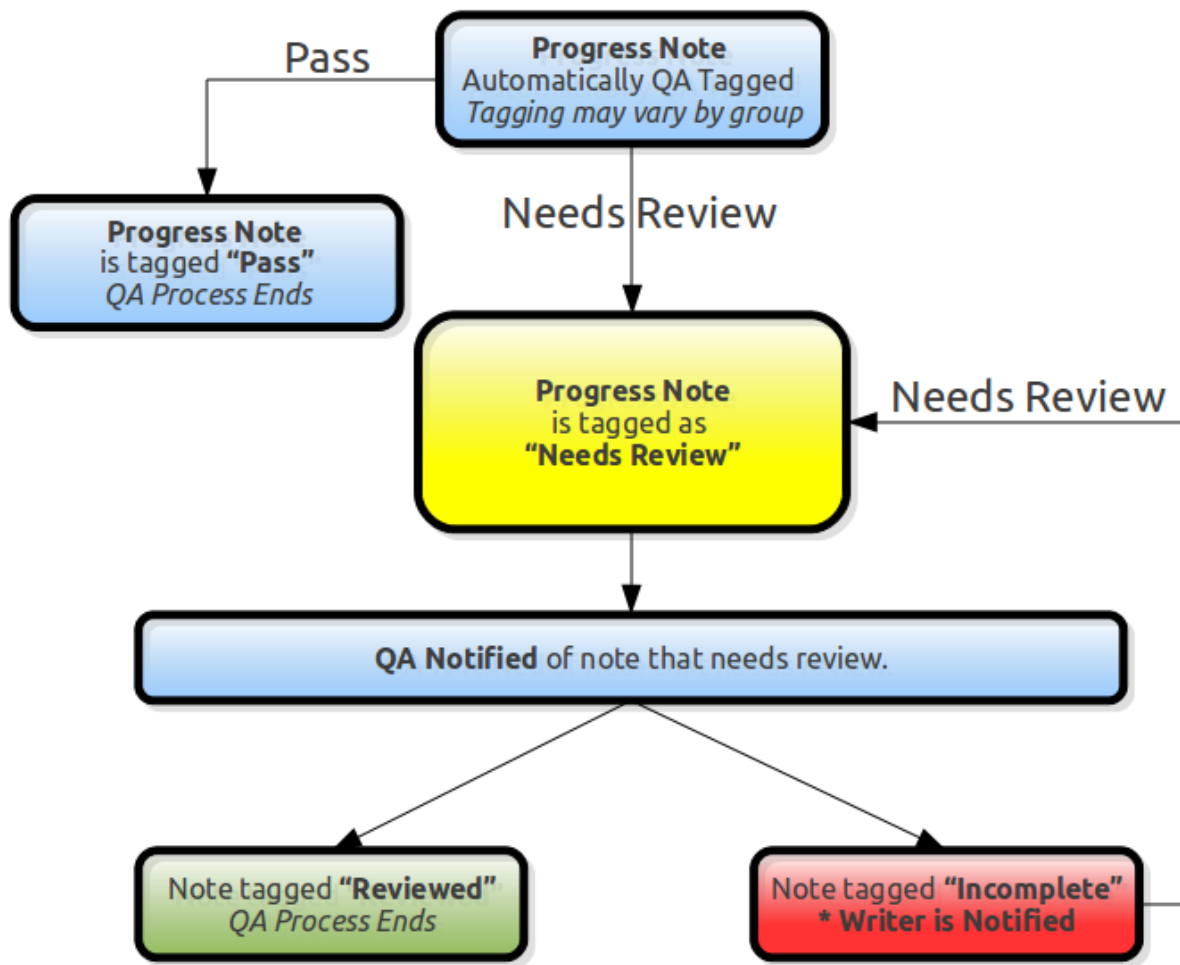 Pass
Progress Note
Automatically QA Tagged
Tagging may vary by group
Needs Review
Progress Note
is tagged “Pass”
QA Process Ends
Progress Note
is tagged as
“Needs Review”
Needs Review
QA Notified of note that needs review.
Note tagged “Reviewed”
QA Process Ends
Note tagged “Incomplete”
* Writer is Notified